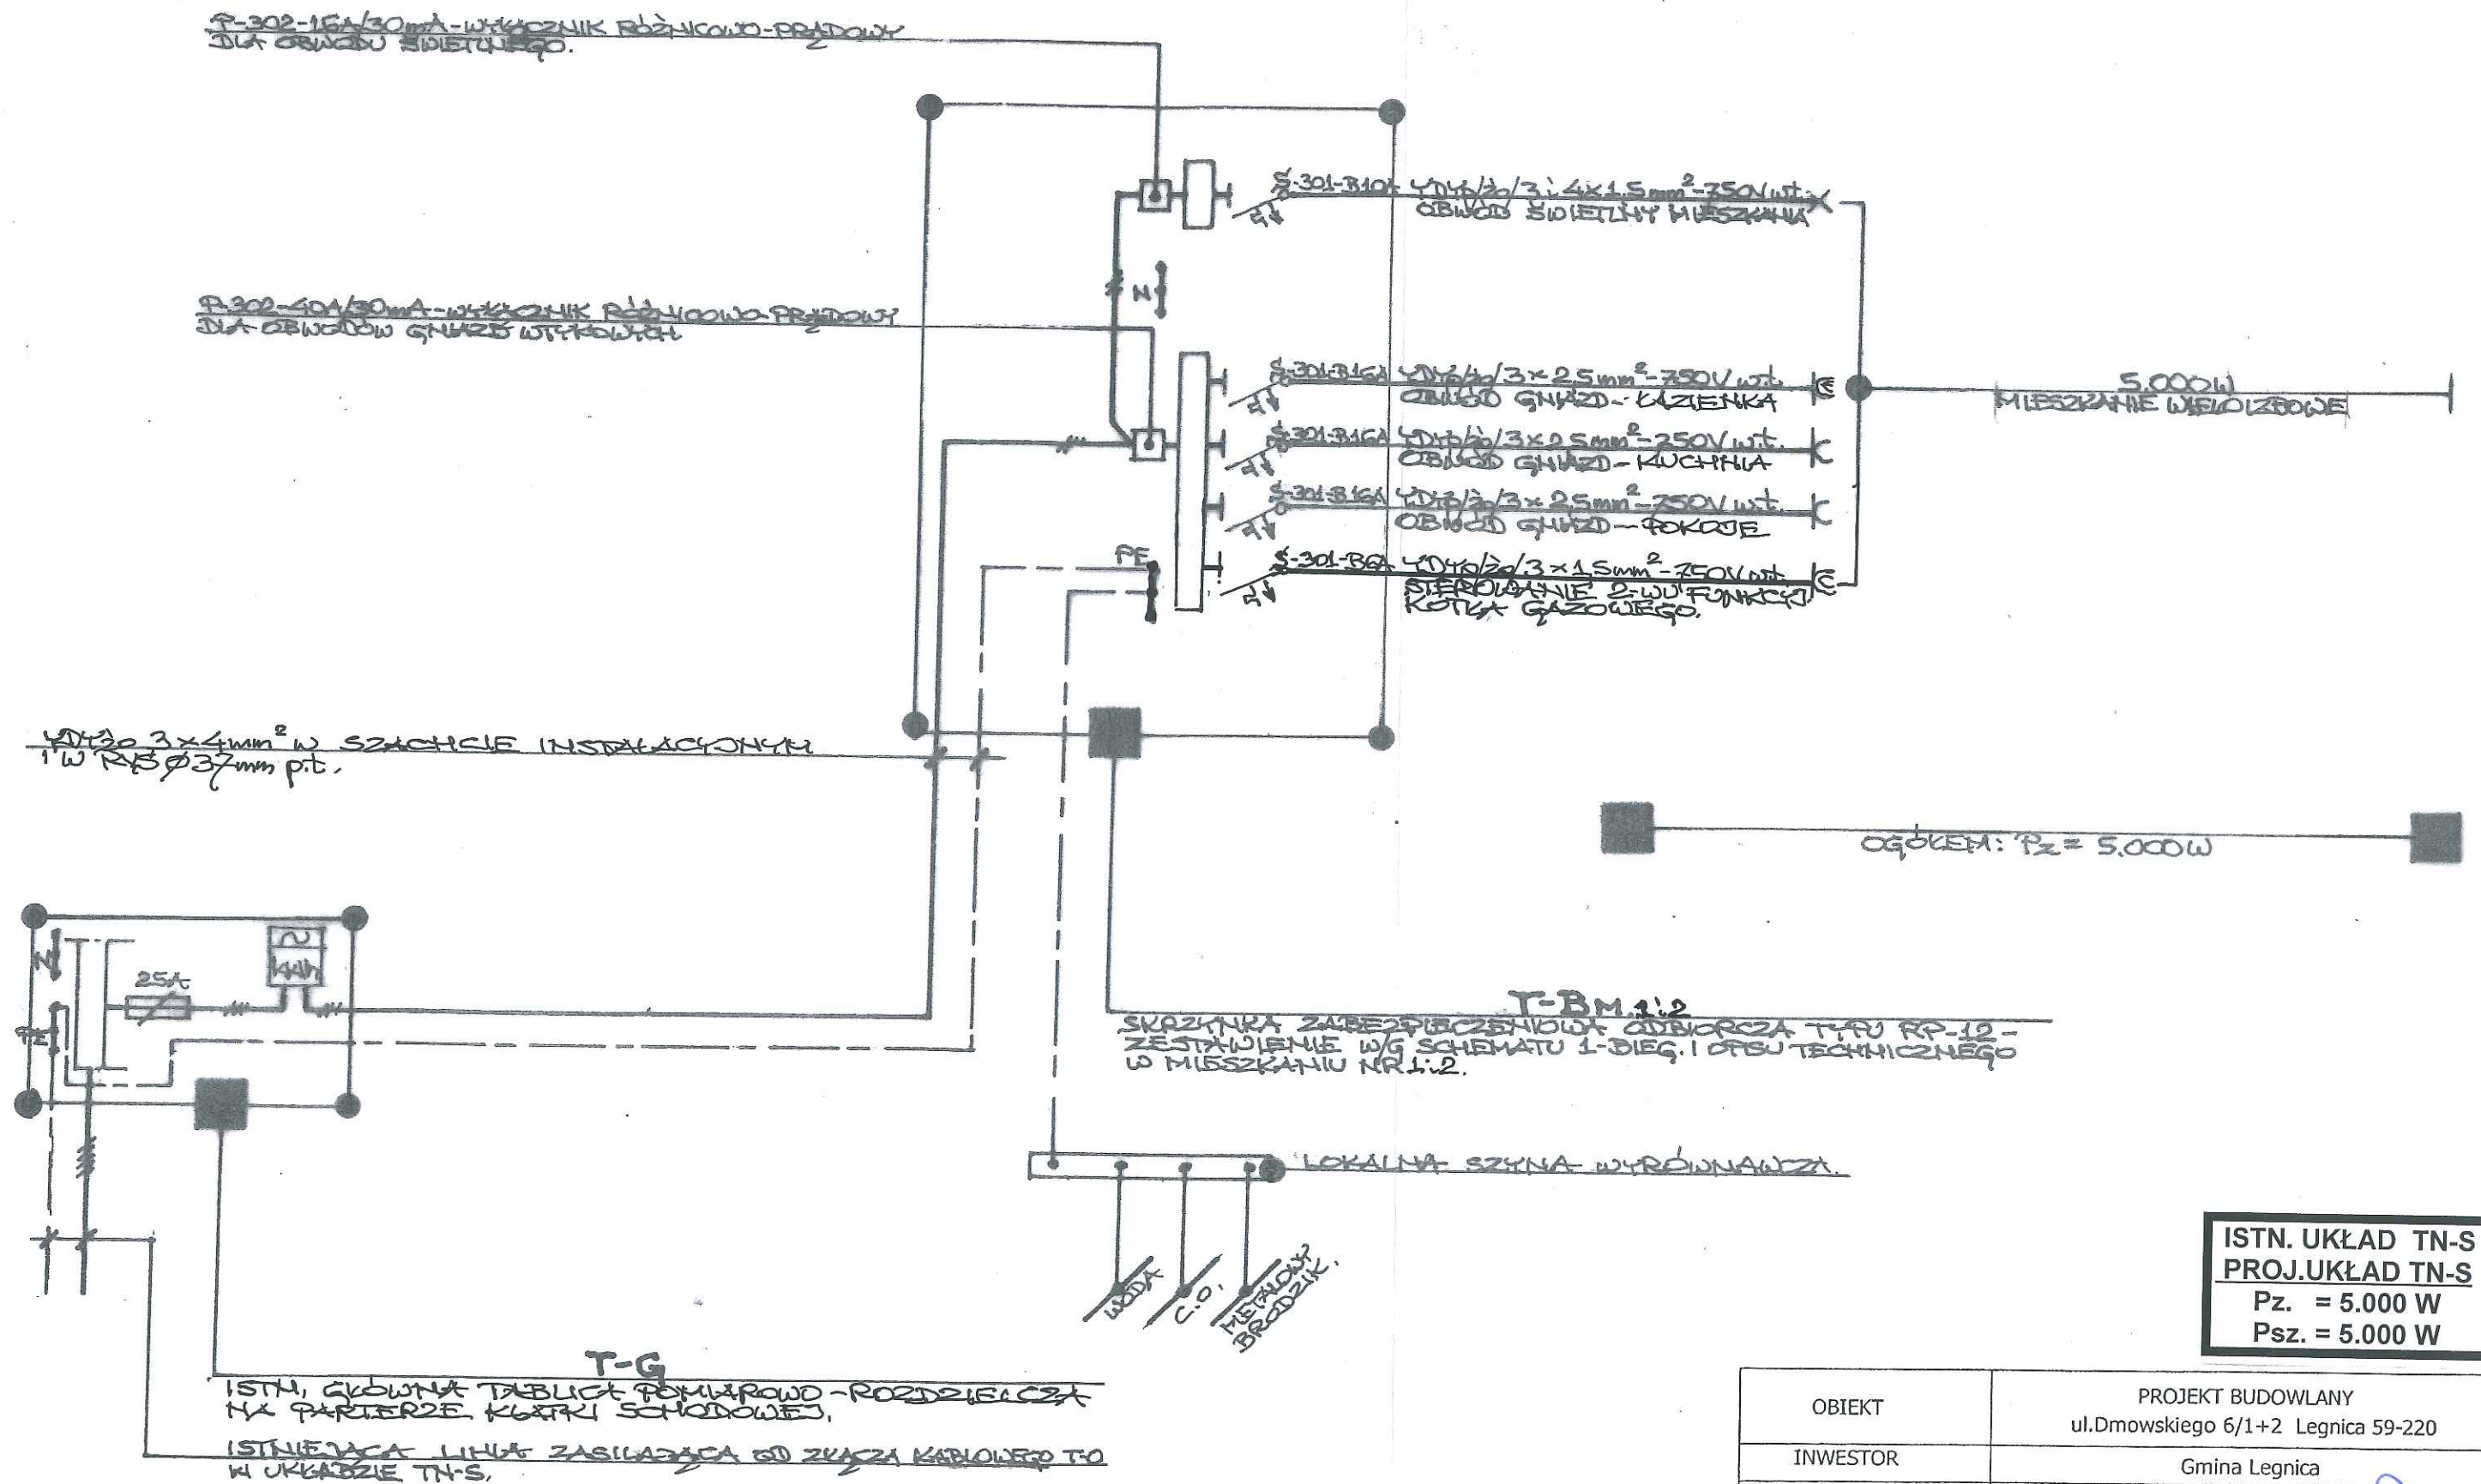 P-302-16A/30mA-WYŁĄCZNIK RÓŻNICOWO-PRĄDOWY
DLA OBWODU ŚWIETLNEGO.
S-301-B10A YDYp/żo/3 i 4x1,5mm²-750V w.t.
OBWÓD ŚWIETLNY MIESZKANIA
N
P-302-40A/30mA-WYŁĄCZNIK RÓŻNICOWO-PRĄDOWY
DLA OBWODÓW GNIAZD WTYKOWYCH
S-301-B16A YDYp/żo/3x2,5mm²-750V w.t.
OBWÓD GNIAZD-ŁAZIENKA
5.000W
MIESZKANIE WIELOIZBOWE
S-301-B16A YDYp/żo/3x2,5mm²-750V w.t.
OBWÓD GNIAZD-KUCHNIA
S-301-B16A YDYp/żo/3x2,5mm²-750V w.t.
OBWÓD GNIAZD-POKOJE
PE
S-301-B6A YDYp/żo/3x1,5mm²-750V w.t.
STEROWANIE 2-WU FUNKCYJ.
KOTŁA GAZOWEGO.
YDYżo 3x4mm² W SZACHCIE INSTALACYJNYM
I W RVS Ø37mm p.t.
OGÓŁEM: Pz = 5.000W
N
25A
kWh
PE
T-BM.1i2
SKRZYNKA ZABEZPIECZENIOWA ODBIORCZA TYPU RP-12-
ZESTAWIENIE W/G SCHEMATU 1-BIEG. I OPISU TECHNICZNEGO
W MIESZKANIU NR 1i2.
LOKALNA SZYNA WYRÓWNAWCZA.
WODA
C.O.
METALOWY
BRODZIK.
T-G
ISTN. GŁÓWNA TABLICA POMIAROWO-ROZDZIELCZA
NA PARTERZE KLATKI SCHODOWEJ.
ISTNIEJĄCA LINIA ZASILAJĄCA OD ZŁĄCZA KABLOWEGO T-O
W UKŁADZIE TN-S.
ISTN. UKŁAD TN-S
PROJ.UKŁAD TN-S
Pz. = 5.000 W
Psz. = 5.000 W
OBIEKT
PROJEKT BUDOWLANY
ul.Dmowskiego 6/1+2 Legnica 59-220
INWESTOR
Gmina Legnica